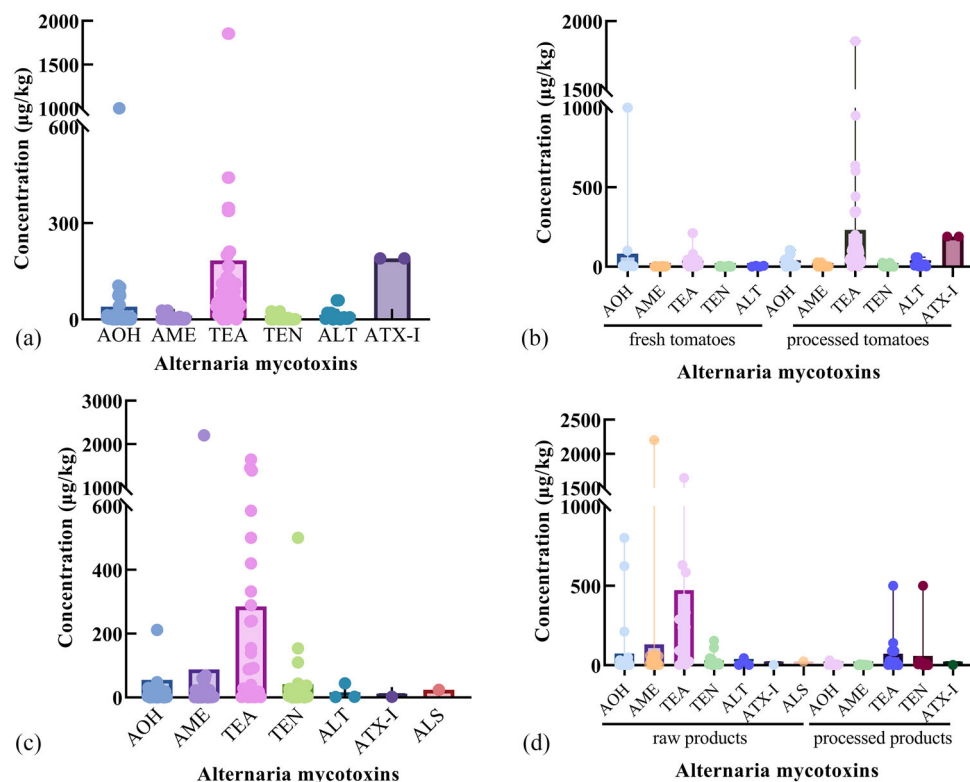 (a)
Concentration (µg/kg)
2000
1500
1000
600
300
0
AOH AME TEA TEN ALT ATX-I
Alternaria mycotoxins
(b)
Concentration (µg/kg)
2000
1500
1000
500
0
AOH AME TEA TEN ALT AOH AME TEA TEN ALT ATX-I
fresh tomatoes processed tomatoes
Alternaria mycotoxins
(c)
Concentration (µg/kg)
3000
2000
1000
600
400
200
0
AOH AME TEA TEN ALT ATX-I ALS
Alternaria mycotoxins
(d)
Concentration (µg/kg)
2500
2000
1500
1000
500
0
AOH AME TEA TEN ALT ATX-I ALS AOH AME TEA TEN ATX-I
raw products processed products
Alternaria mycotoxins